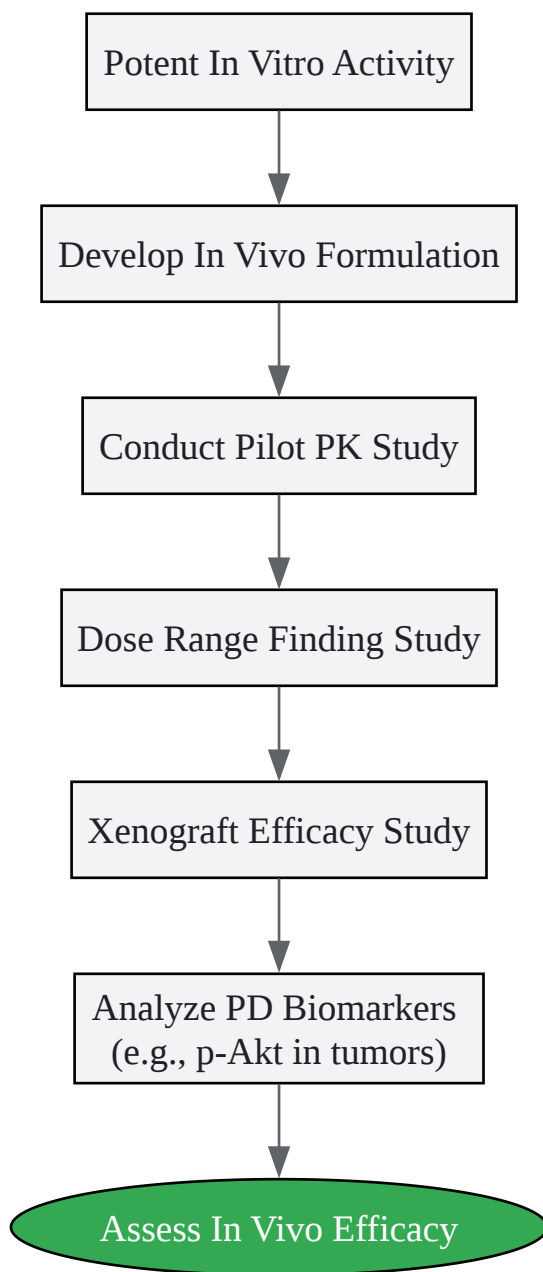 Potent In Vitro Activity
Develop In Vivo Formulation
Conduct Pilot PK Study
Dose Range Finding Study
Xenograft Efficacy Study
Analyze PD Biomarkers
(e.g., p-Akt in tumors)
Assess In Vivo Efficacy